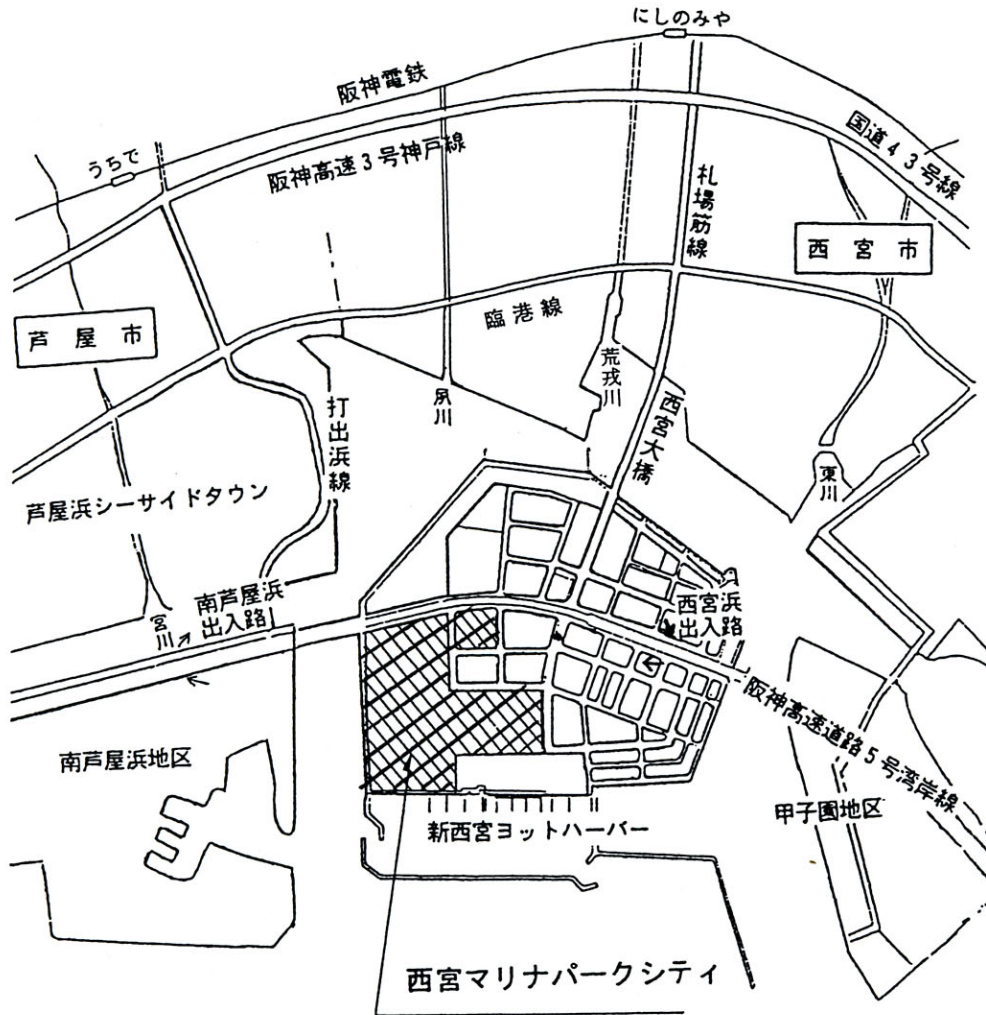 にしのみや
阪神電鉄
国道43号線
うちで
阪神高速3号神戸線
札場筋線
西宮市
芦屋市
臨港線
荒戎川
夙川
打出浜線
西宮大橋
東川
芦屋浜シーサイドタウン
南芦屋浜
出入路
宮川
西宮浜
出入路
阪神高速道路5号湾岸線
南芦屋浜地区
甲子園地区
新西宮ヨットハーバー
西宮マリナパークシティ